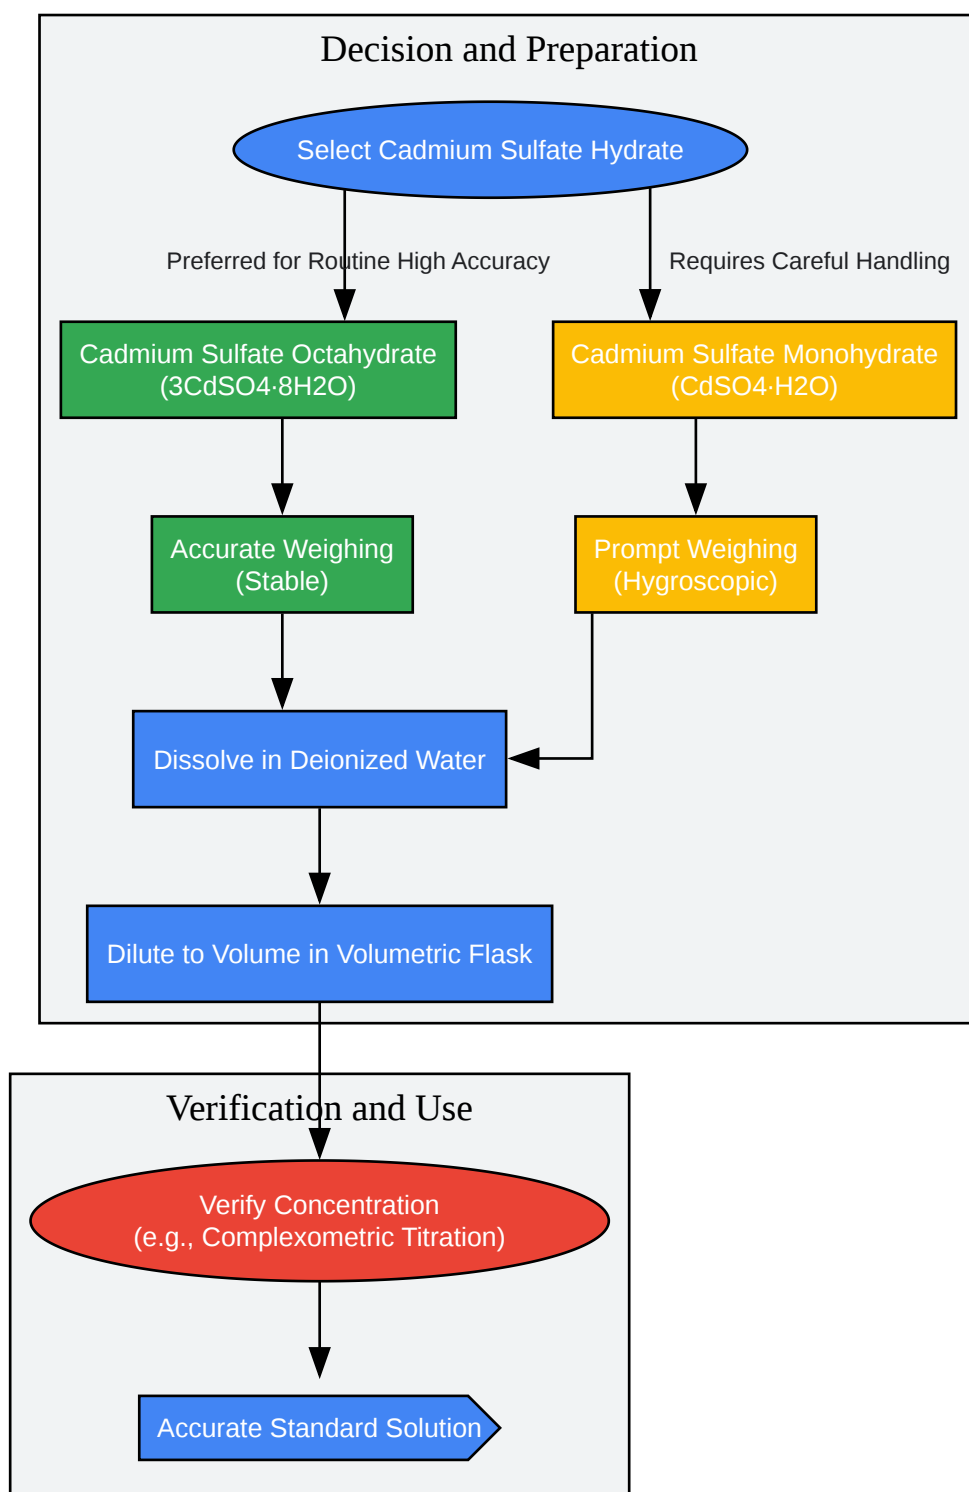 Decision and Preparation
Select Cadmium Sulfate Hydrate
Preferred for Routine High Accuracy
Requires Careful Handling
Cadmium Sulfate Octahydrate
(3CdSO4·8H2O)
Cadmium Sulfate Monohydrate
(CdSO4·H2O)
Accurate Weighing
(Stable)
Prompt Weighing
(Hygroscopic)
Dissolve in Deionized Water
Dilute to Volume in Volumetric Flask
Verification and Use
Verify Concentration
(e.g., Complexometric Titration)
Accurate Standard Solution